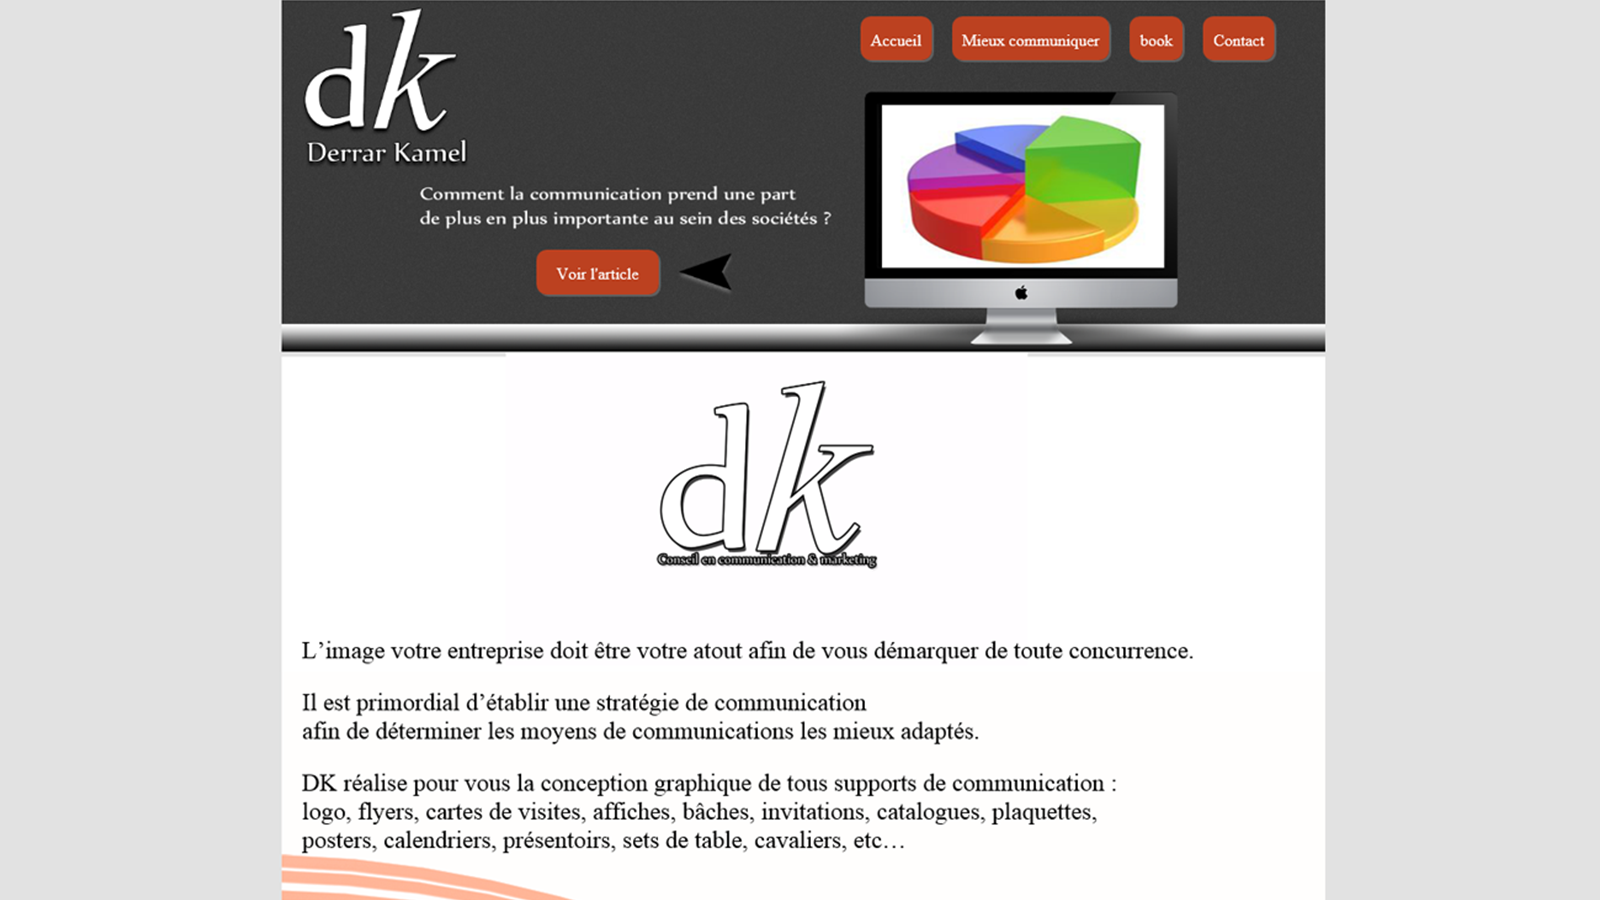 dk
Derrar Kamel
Accueil
Mieux communiquer
book
Contact
Comment la communication prend une part
de plus en plus importante au sein des sociétés ?
Voir l'article
dk
Conseil en communication & marketing
L’image votre entreprise doit être votre atout afin de vous démarquer de toute concurrence.
Il est primordial d’établir une stratégie de communication
afin de déterminer les moyens de communications les mieux adaptés.
DK réalise pour vous la conception graphique de tous supports de communication :
logo, flyers, cartes de visites, affiches, bâches, invitations, catalogues, plaquettes,
posters, calendriers, présentoirs, sets de table, cavaliers, etc…